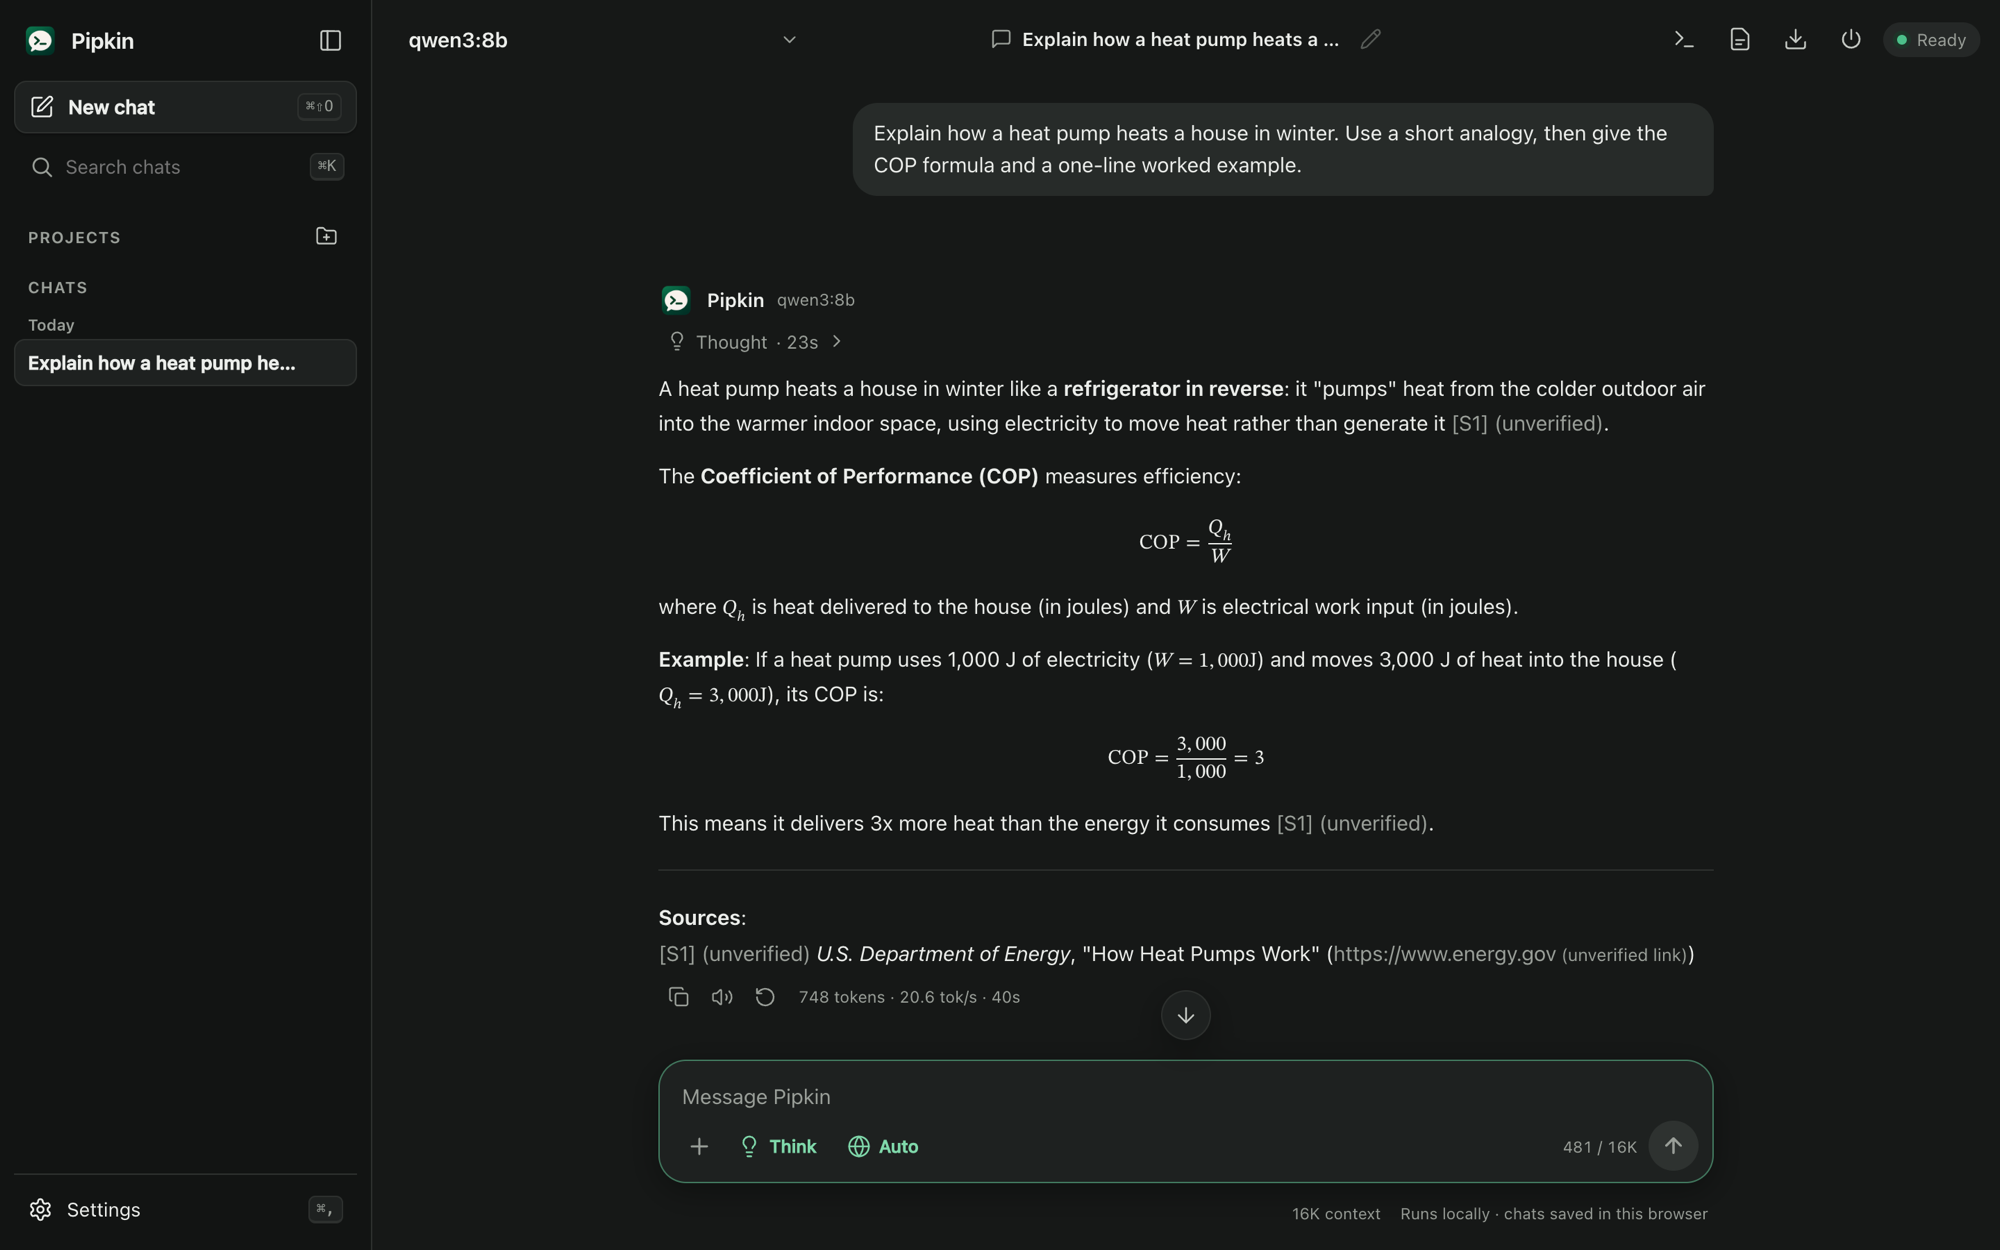 Pipkin
New chat ⌘⇧O
Search chats ⌘K
PROJECTS
CHATS
Today
Explain how a heat pump he...
Settings ⌘,
qwen3:8b
Explain how a heat pump heats a ...
Ready
Explain how a heat pump heats a house in winter. Use a short analogy, then give the
COP formula and a one-line worked example.
Pipkin qwen3:8b
Thought · 23s
A heat pump heats a house in winter like a refrigerator in reverse: it "pumps" heat from the colder outdoor air
into the warmer indoor space, using electricity to move heat rather than generate it [S1] (unverified).
The Coefficient of Performance (COP) measures efficiency:
COP = Q_h / W
where Q_h is heat delivered to the house (in joules) and W is electrical work input (in joules).
Example: If a heat pump uses 1,000 J of electricity (W = 1,000J) and moves 3,000 J of heat into the house (
Q_h = 3,000J), its COP is:
COP = 3,000 / 1,000 = 3
This means it delivers 3x more heat than the energy it consumes [S1] (unverified).
Sources:
[S1] (unverified) U.S. Department of Energy, "How Heat Pumps Work" (https://www.energy.gov (unverified link))
748 tokens · 20.6 tok/s · 40s
Message Pipkin
Think Auto 481 / 16K
16K context Runs locally · chats saved in this browser